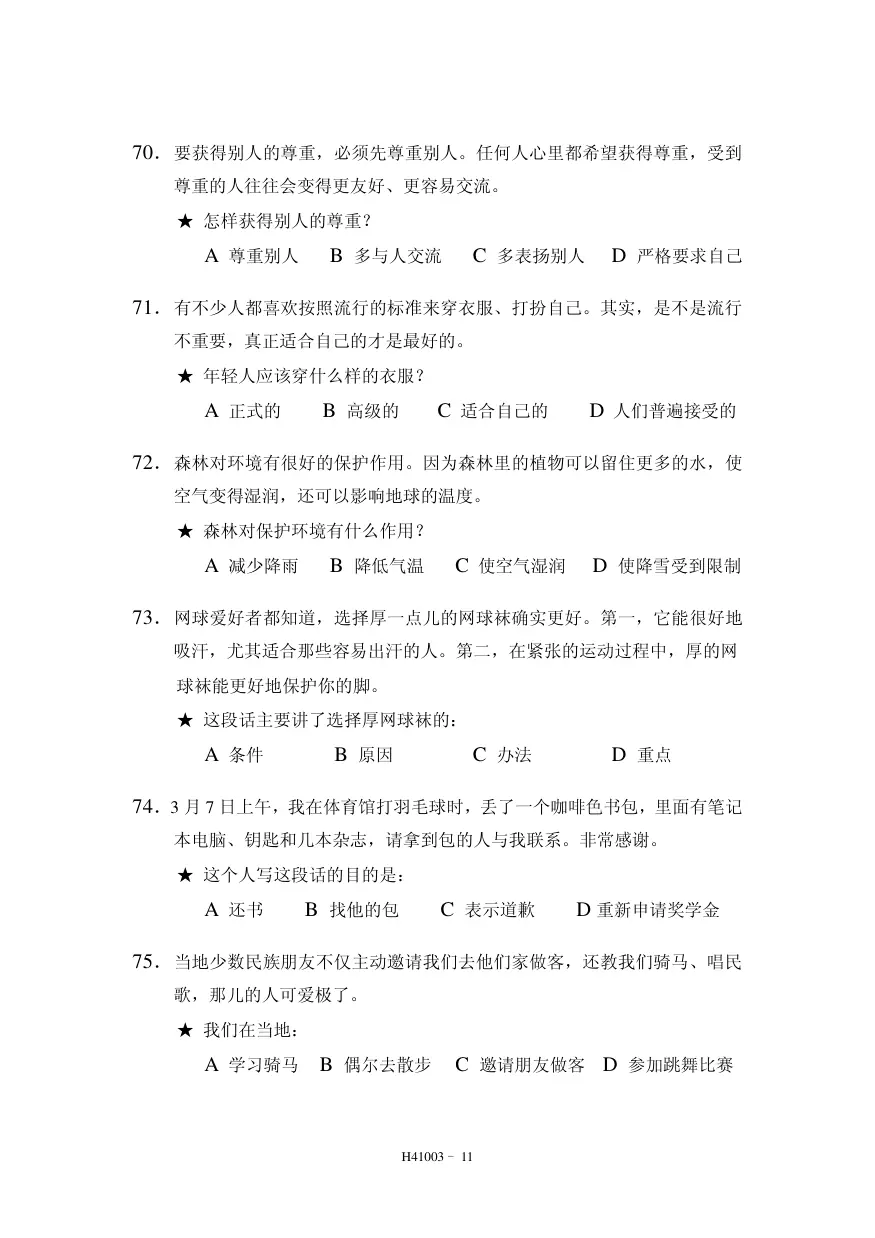 70．要获得别人的尊重，必须先尊重别人。任何人心里都希望获得尊重，受到
尊重的人往往会变得更友好、更容易交流。
★ 怎样获得别人的尊重？
A 尊重别人 B 多与人交流 C 多表扬别人 D 严格要求自己
71．有不少人都喜欢按照流行的标准来穿衣服、打扮自己。其实，是不是流行
不重要，真正适合自己的才是最好的。
★ 年轻人应该穿什么样的衣服？
A 正式的 B 高级的 C 适合自己的 D 人们普遍接受的
72．森林对环境有很好的保护作用。因为森林里的植物可以留住更多的水，使
空气变得湿润，还可以影响地球的温度。
★ 森林对保护环境有什么作用？
A 减少降雨 B 降低气温 C 使空气湿润 D 使降雪受到限制
73．网球爱好者都知道，选择厚一点儿的网球袜确实更好。第一，它能很好地
吸汗，尤其适合那些容易出汗的人。第二，在紧张的运动过程中，厚的网
球袜能更好地保护你的脚。
★ 这段话主要讲了选择厚网球袜的：
A 条件 B 原因 C 办法 D 重点
74．3 月 7 日上午，我在体育馆打羽毛球时，丢了一个咖啡色书包，里面有笔记
本电脑、钥匙和几本杂志，请拿到包的人与我联系。非常感谢。
★ 这个人写这段话的目的是：
A 还书 B 找他的包 C 表示道歉 D 重新申请奖学金
75．当地少数民族朋友不仅主动邀请我们去他们家做客，还教我们骑马、唱民
歌，那儿的人可爱极了。
★ 我们在当地：
A 学习骑马 B 偶尔去散步 C 邀请朋友做客 D 参加跳舞比赛
H41003－ 11